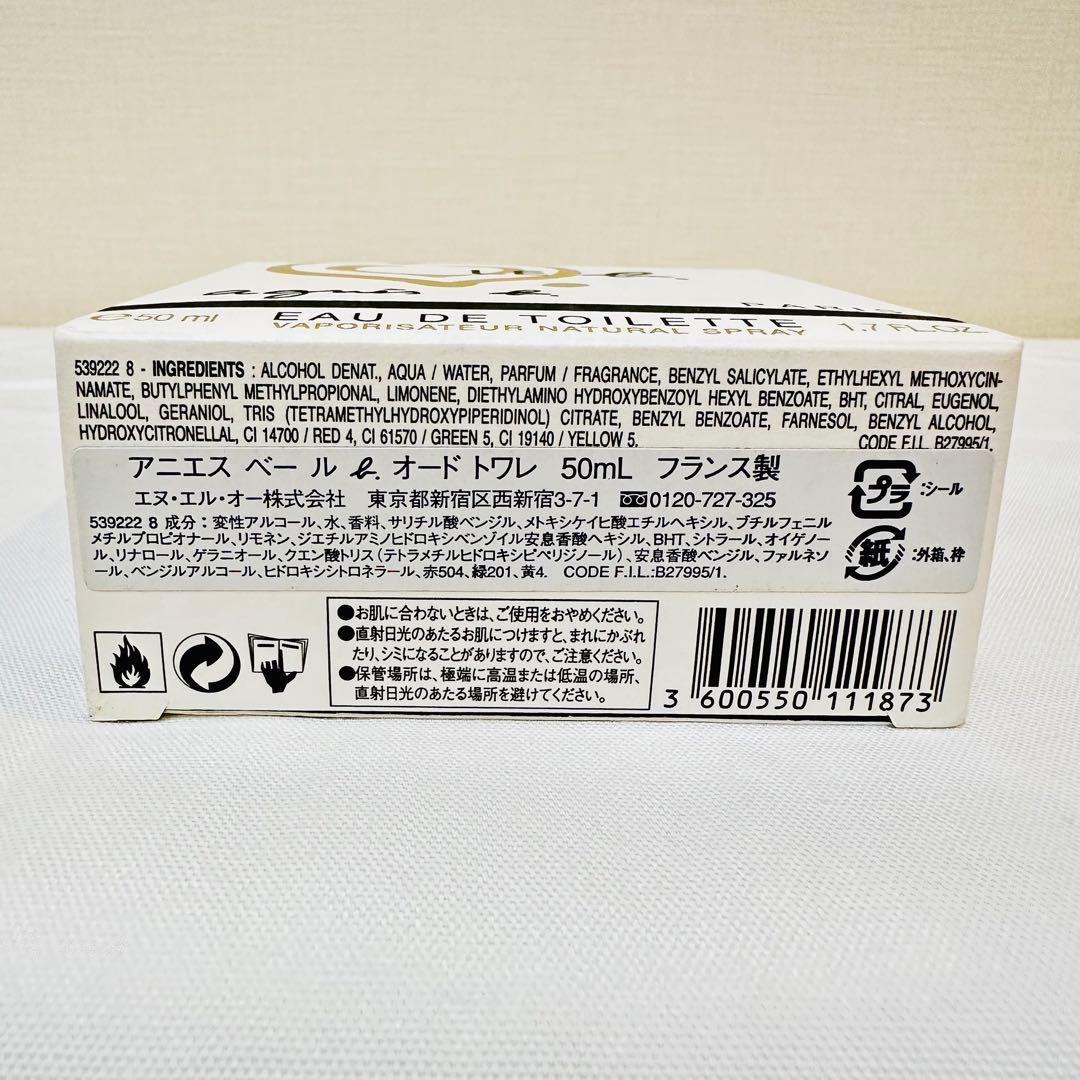 LE b.
agnès b.
PARIS
℮50 ml EAU DE TOILETTE 1.7 FL.OZ.
VAPORISATEUR NATURAL SPRAY
539222 8 - INGREDIENTS : ALCOHOL DENAT., AQUA / WATER, PARFUM / FRAGRANCE, BENZYL SALICYLATE, ETHYLHEXYL METHOXYCIN-
NAMATE, BUTYLPHENYL METHYLPROPIONAL, LIMONENE, DIETHYLAMINO HYDROXYBENZOYL HEXYL BENZOATE, BHT, CITRAL, EUGENOL,
LINALOOL, GERANIOL, TRIS (TETRAMETHYLHYDROXYPIPERIDINOL) CITRATE, BENZYL BENZOATE, FARNESOL, BENZYL ALCOHOL,
HYDROXYCITRONELLAL, CI 14700 / RED 4, CI 61570 / GREEN 5, CI 19140 / YELLOW 5. CODE F.I.L. B27995/1.
アニエス ベー ル b. オード トワレ 50mL フランス製
エヌ・エル・オー株式会社 東京都新宿区西新宿3-7-1 0120-727-325
539222 8 成分：変性アルコール、水、香料、サリチル酸ベンジル、メトキシケイヒ酸エチルヘキシル、ブチルフェニル
メチルプロピオナール、リモネン、ジエチルアミノヒドロキシベンゾイル安息香酸ヘキシル、BHT、シトラール、オイゲノー
ル、リナロール、ゲラニオール、クエン酸トリス（テトラメチルヒドロキシピペリジノール）、安息香酸ベンジル、ファルネソー
ル、ベンジルアルコール、ヒドロキシシトロネラール、赤504、緑201、黄4. CODE F.I.L.:B27995/1.
プラ：シール
紙：外箱、枠
●お肌に合わないときは、ご使用をおやめください。
●直射日光のあたるお肌につけますと、まれにかぶれ
たり、シミになることがありますので、ご注意ください。
●保管場所は、極端に高温または低温の場所、
直射日光のあたる場所を避けてください。
3 600550 111873